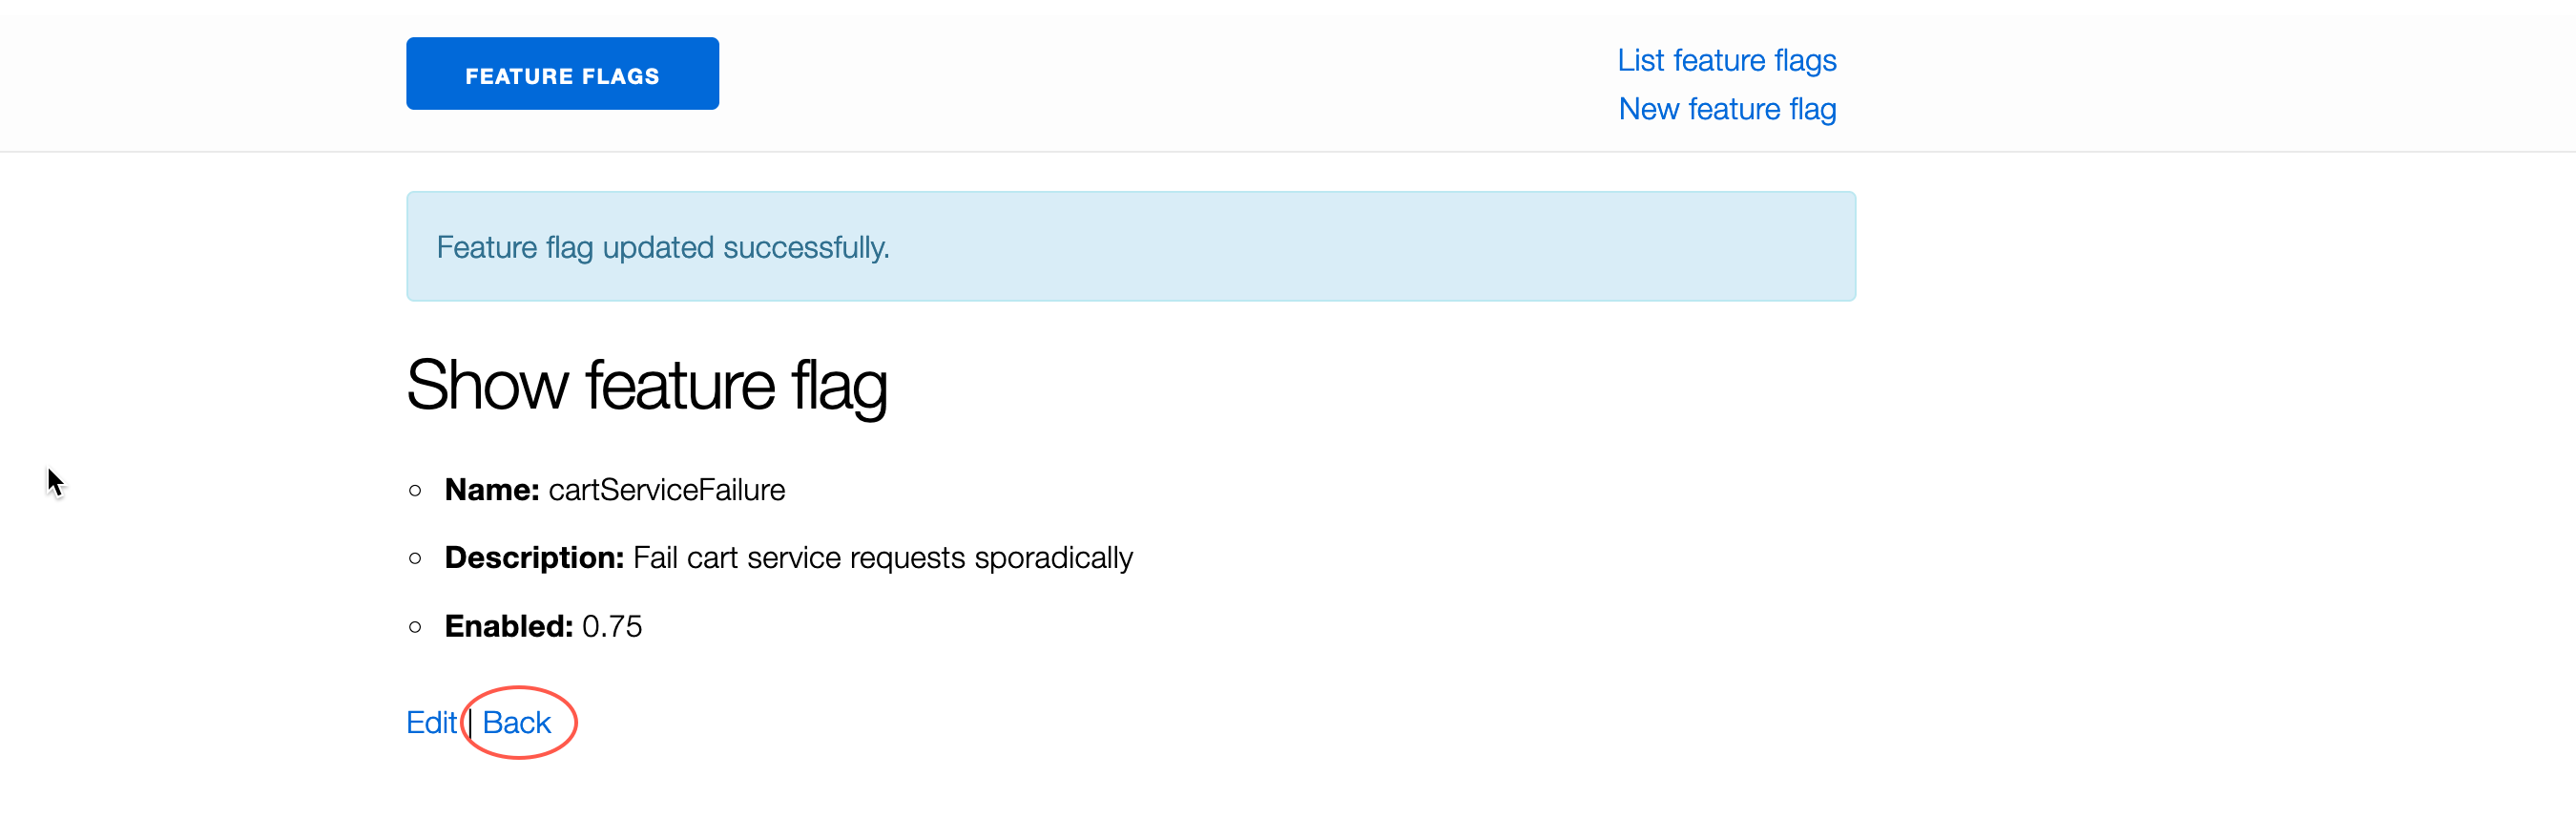 FEATURE FLAGS
List feature flags
New feature flag
Feature flag updated successfully.
Show feature flag
Name: cartServiceFailure
Description: Fail cart service requests sporadically
Enabled: 0.75
Edit | Back